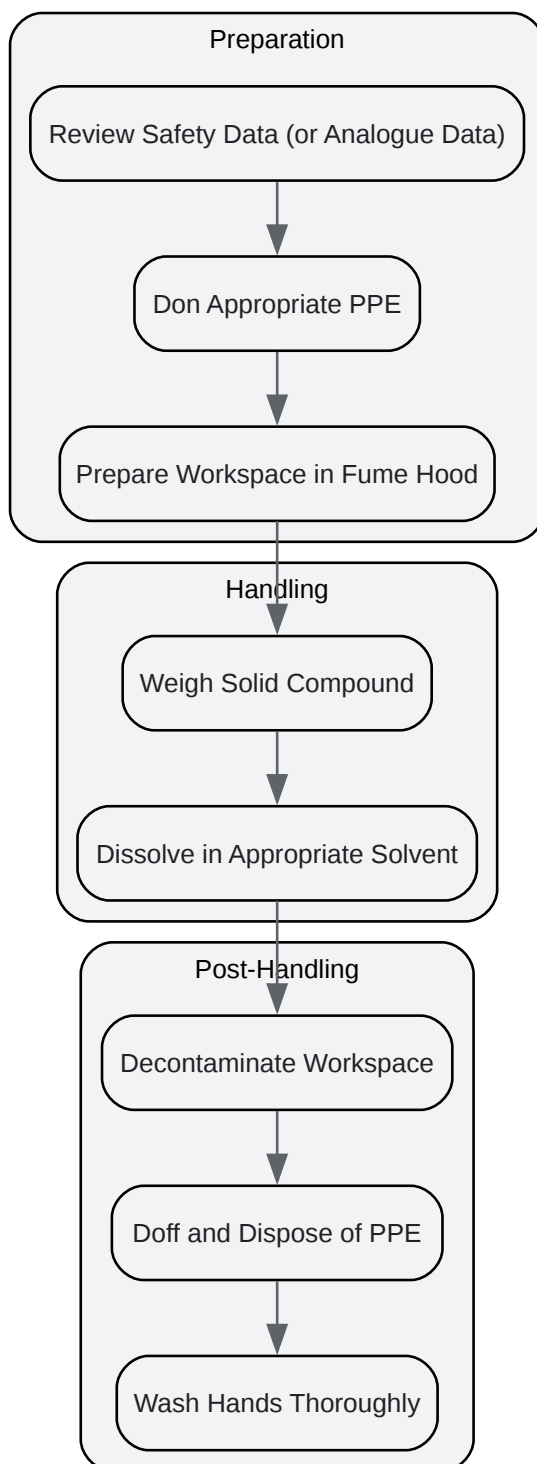 Preparation
Review Safety Data (or Analogue Data)
Don Appropriate PPE
Prepare Workspace in Fume Hood
Handling
Weigh Solid Compound
Dissolve in Appropriate Solvent
Post-Handling
Decontaminate Workspace
Doff and Dispose of PPE
Wash Hands Thoroughly